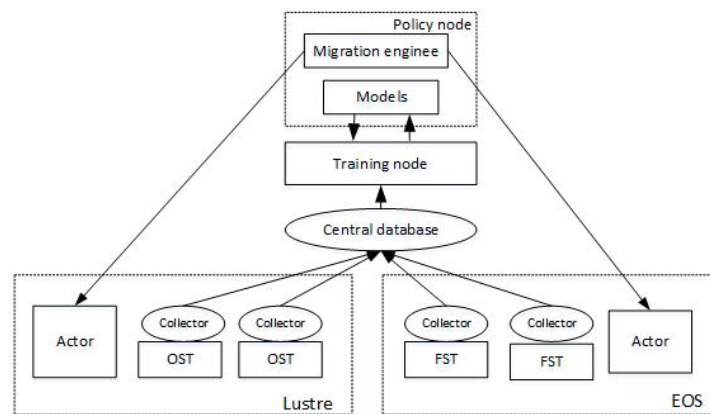 Policy node
Migration enginee
Models
Training node
Central database
Collector
Collector
Collector
Collector
Actor
OST
OST
FST
FST
Actor
Lustre
EOS